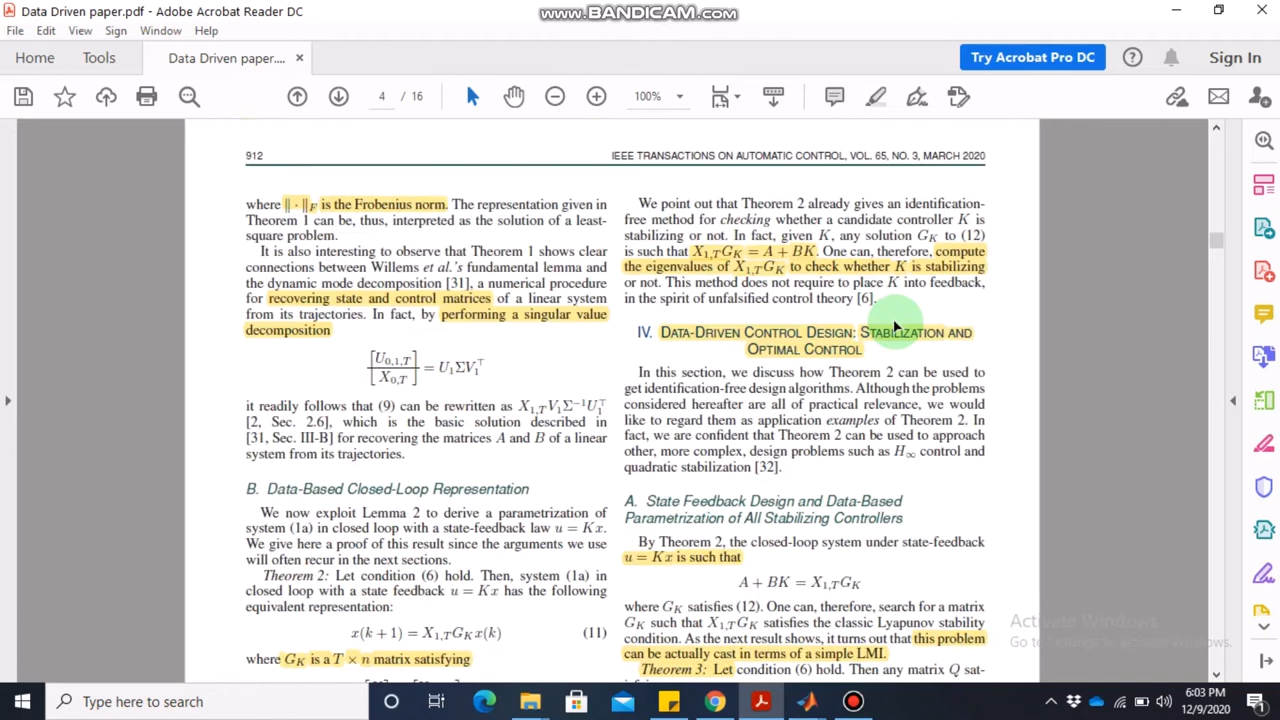 Data Driven paper.pdf - Adobe Acrobat Reader DC
www.BANDICAM.com
File Edit View Sign Window Help
Home Tools Data Driven paper.... ×
Try Acrobat Pro DC
Sign In
4 / 16
100%
912
IEEE TRANSACTIONS ON AUTOMATIC CONTROL, VOL. 65, NO. 3, MARCH 2020
where ‖ · ‖F is the Frobenius norm. The representation given in
Theorem 1 can be, thus, interpreted as the solution of a least-
square problem.
It is also interesting to observe that Theorem 1 shows clear
connections between Willems et al.'s fundamental lemma and
the dynamic mode decomposition [31], a numerical procedure
for recovering state and control matrices of a linear system
from its trajectories. In fact, by performing a singular value
decomposition
[U0,1,T / X0,T] = U1ΣV1⊤
it readily follows that (9) can be rewritten as X1,T V1Σ−1U1⊤
[2, Sec. 2.6], which is the basic solution described in
[31, Sec. III-B] for recovering the matrices A and B of a linear
system from its trajectories.
B. Data-Based Closed-Loop Representation
We now exploit Lemma 2 to derive a parametrization of
system (1a) in closed loop with a state-feedback law u = Kx.
We give here a proof of this result since the arguments we use
will often recur in the next sections.
Theorem 2: Let condition (6) hold. Then, system (1a) in
closed loop with a state feedback u = Kx has the following
equivalent representation:
x(k + 1) = X1,T GK x(k) (11)
where GK is a T × n matrix satisfying
We point out that Theorem 2 already gives an identification-
free method for checking whether a candidate controller K is
stabilizing or not. In fact, given K, any solution GK to (12)
is such that X1,T GK = A + BK. One can, therefore, compute
the eigenvalues of X1,T GK to check whether K is stabilizing
or not. This method does not require to place K into feedback,
in the spirit of unfalsified control theory [6].
IV. DATA-DRIVEN CONTROL DESIGN: STABILIZATION AND
OPTIMAL CONTROL
In this section, we discuss how Theorem 2 can be used to
get identification-free design algorithms. Although the problems
considered hereafter are all of practical relevance, we would
like to regard them as application examples of Theorem 2. In
fact, we are confident that Theorem 2 can be used to approach
other, more complex, design problems such as H∞ control and
quadratic stabilization [32].
A. State Feedback Design and Data-Based
Parametrization of All Stabilizing Controllers
By Theorem 2, the closed-loop system under state-feedback
u = Kx is such that
A + BK = X1,T GK
where GK satisfies (12). One can, therefore, search for a matrix
GK such that X1,T GK satisfies the classic Lyapunov stability
condition. As the next result shows, it turns out that this problem
can be actually cast in terms of a simple LMI.
Theorem 3: Let condition (6) hold. Then any matrix Q sat-
Activate Windows
Go to Settings to activate Windows.
Type here to search
6:03 PM
12/9/2020